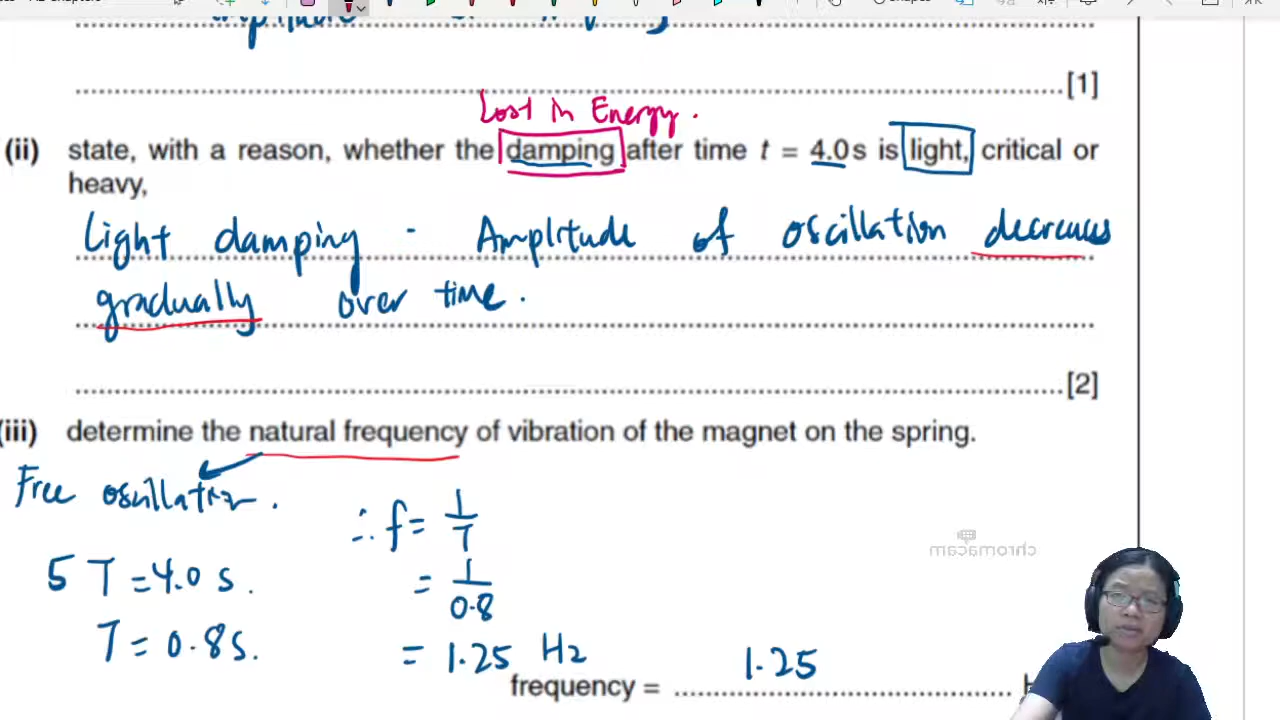 amplitude
[1]
Lost in Energy.
(ii) state, with a reason, whether the damping after time t = 4.0 s is light, critical or
heavy,
Light damping. Amplitude of oscillation decreases
gradually over time.
[2]
(iii) determine the natural frequency of vibration of the magnet on the spring.
Free oscillation.
∴ f = 1/T
5 T = 4.0 s.
= 1/0.8
T = 0.8 s.
= 1.25 Hz
1.25
frequency =
chromacam